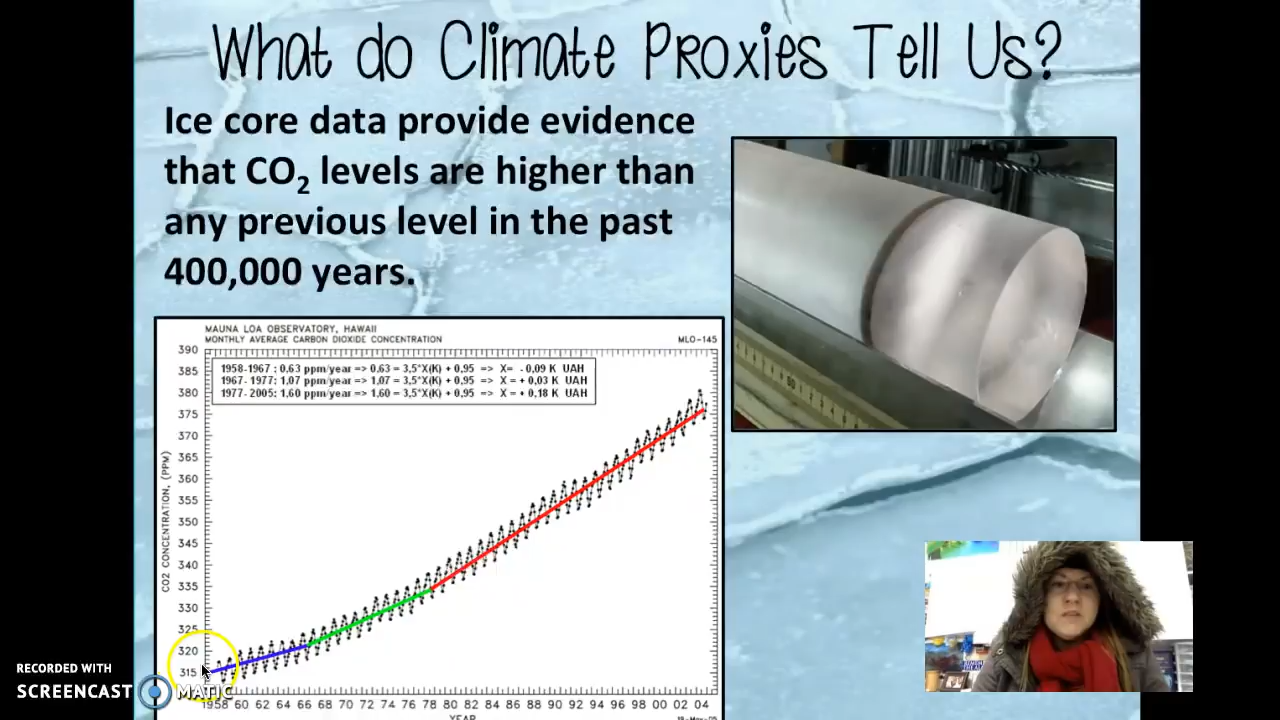 What do Climate Proxies Tell Us?
Ice core data provide evidence
that CO₂ levels are higher than
any previous level in the past
400,000 years.
MAUNA LOA OBSERVATORY, HAWAII
MONTHLY AVERAGE CARBON DIOXIDE CONCENTRATION
MLO-145
1958-1967 : 0,63 ppm/year => 0,63 = 3,5*X(K) + 0,95 => X= - 0,09 K UAH
1967- 1977: 1,07 ppm/year => 1,07 = 3,5*X(K) + 0,95 => X = + 0,03 K UAH
1977- 2005: 1,60 ppm/year => 1,60 = 3,5*X(K) + 0,95 => X = + 0,18 K UAH
390
385
380
375
370
365
360
355
350
345
340
335
330
325
320
315
CO2 CONCENTRATION, (PPM)
1958 60 62 64 66 68 70 72 74 76 78 80 82 84 86 88 90 92 94 96 98 00 02 04
YEAR
19-May-05
RECORDED WITH
SCREENCAST MATIC